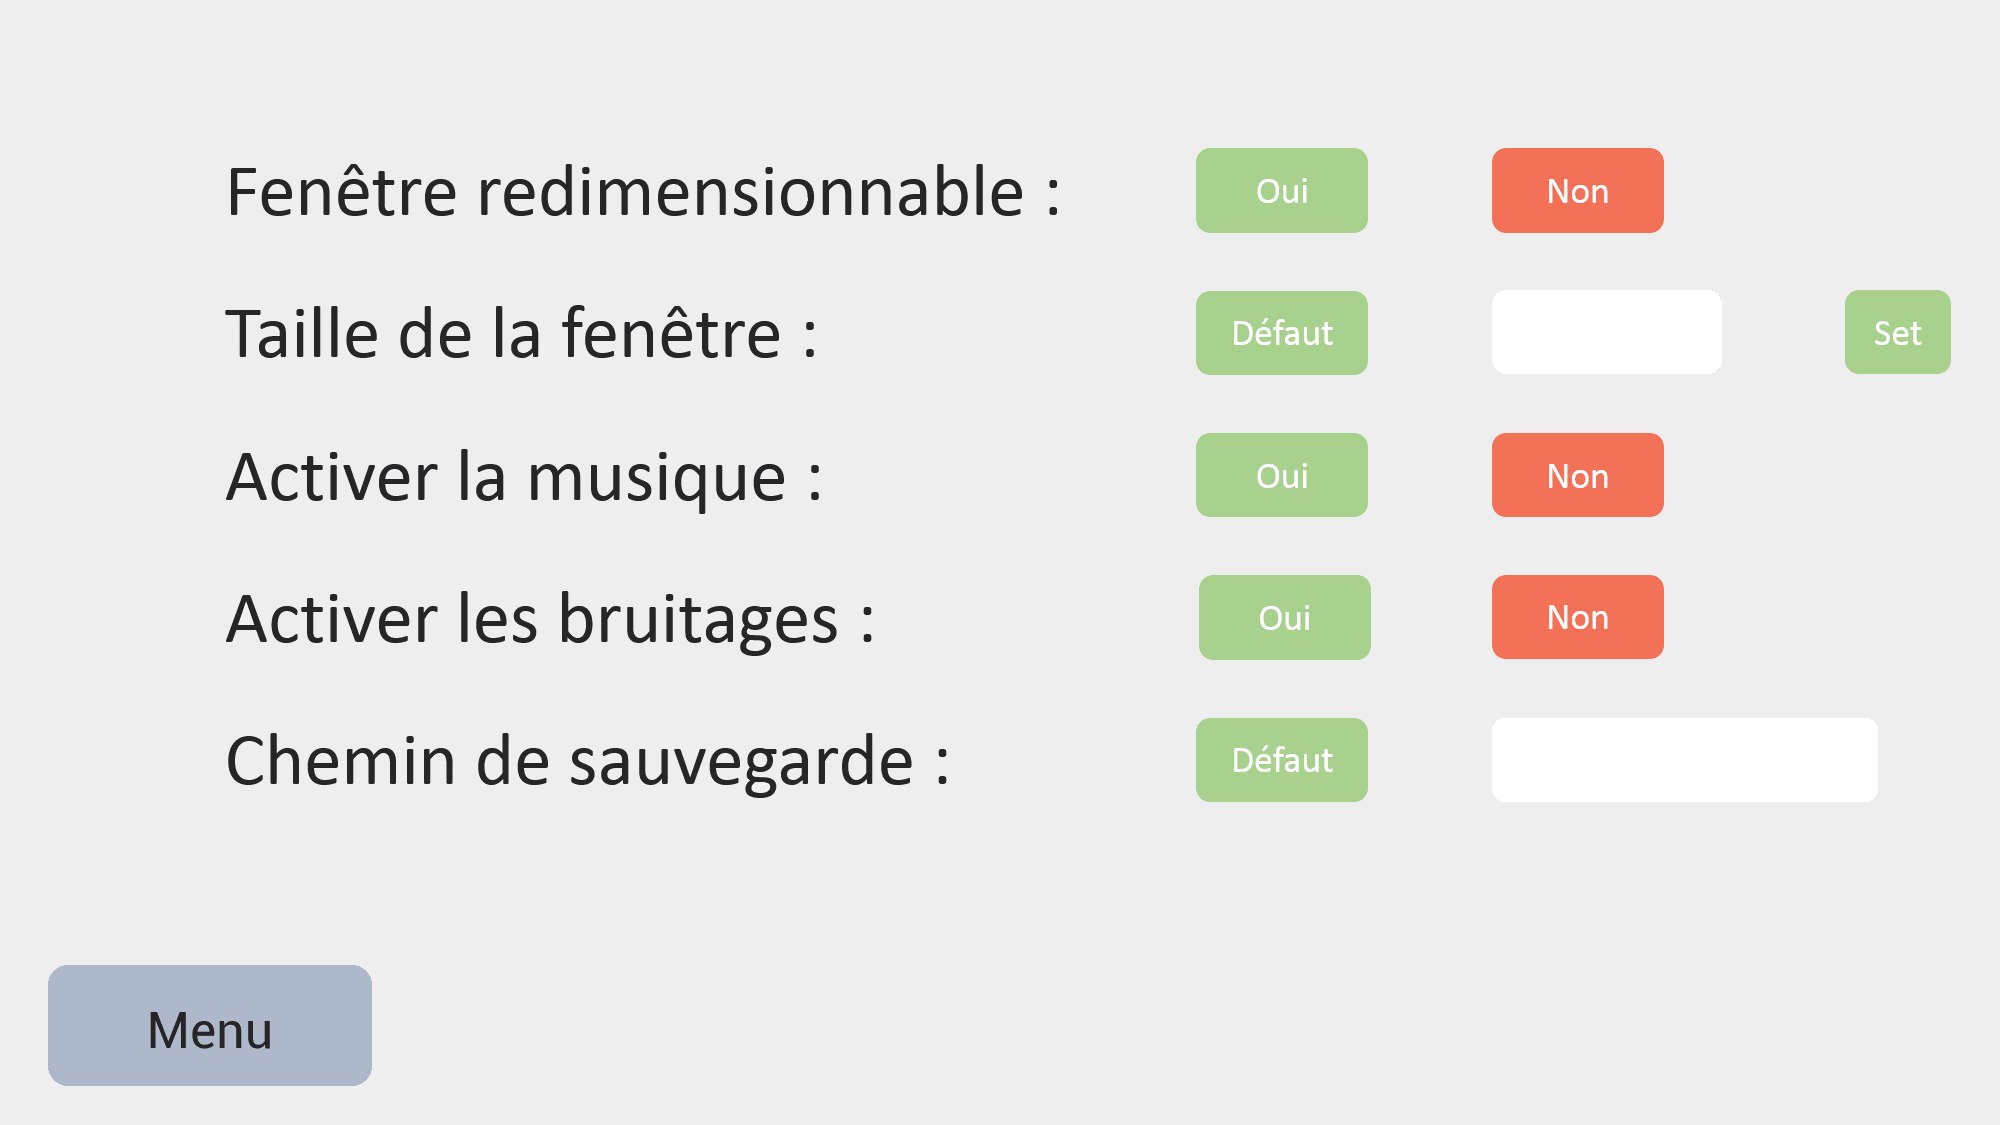 Fenêtre redimensionnable : Oui Non
Taille de la fenêtre : Défaut Set
Activer la musique : Oui Non
Activer les bruitages : Oui Non
Chemin de sauvegarde : Défaut
Menu